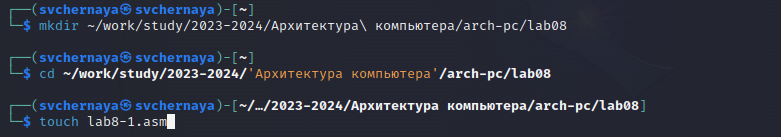 ┌──(svchernaya㉿ svchernaya)-[~]
└─$ mkdir ~/work/study/2023-2024/Архитектура\ компьютера/arch-pc/lab08
┌──(svchernaya㉿ svchernaya)-[~]
└─$ cd ~/work/study/2023-2024/'Архитектура компьютера'/arch-pc/lab08
┌──(svchernaya㉿ svchernaya)-[~/…/2023-2024/Архитектура компьютера/arch-pc/lab08]
└─$ touch lab8-1.asm